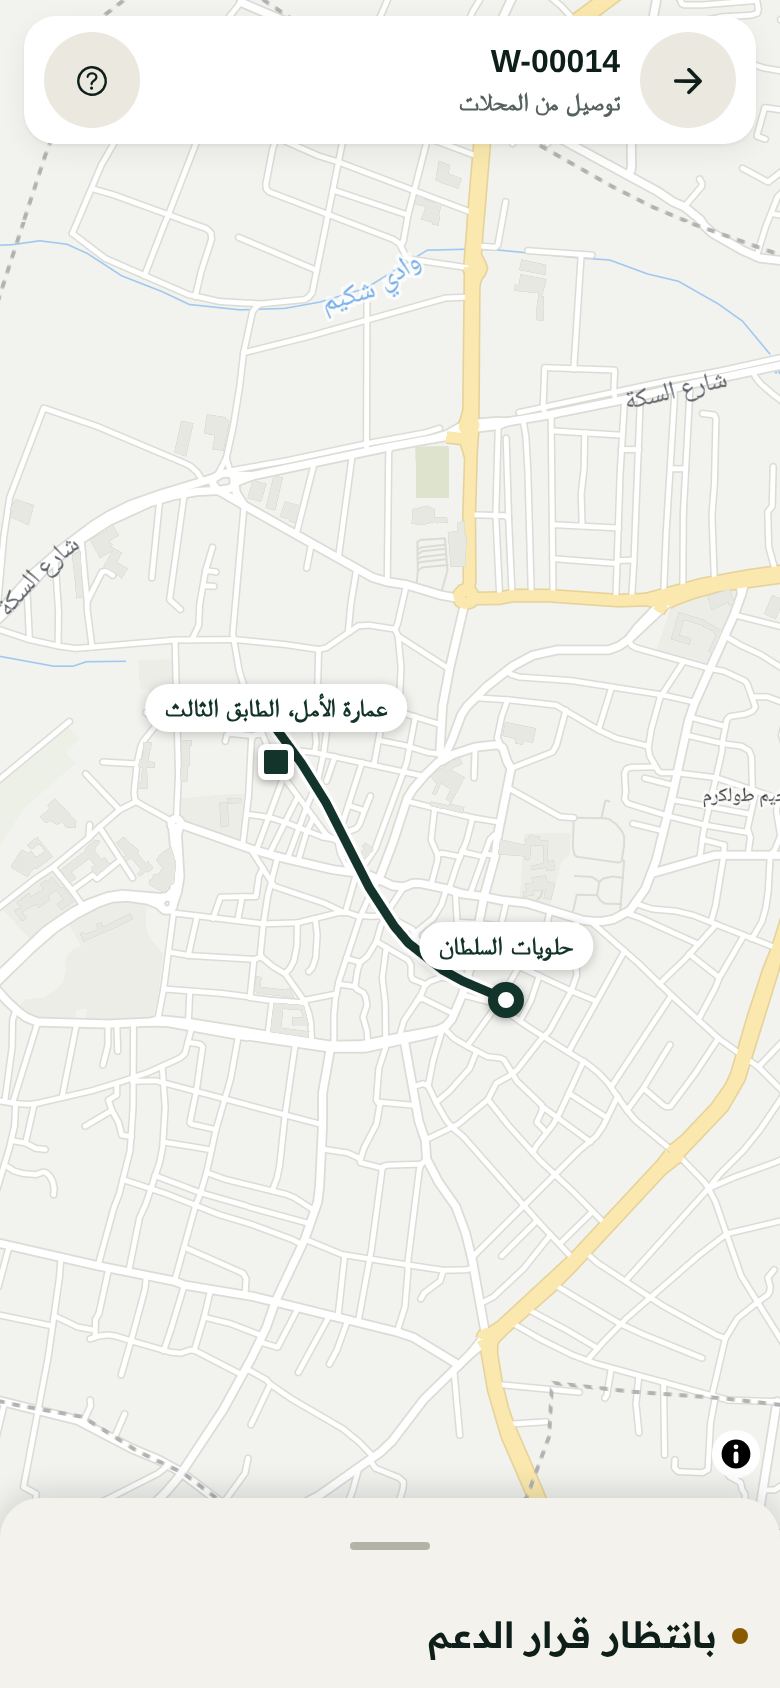 W-00014
توصيل من المحلات
وادي شكيم
شارع السكة
شارع السكة
عمارة الأمل، الطابق الثالث
طولكرم
حلويات السلطان
بانتظار قرار الدعم